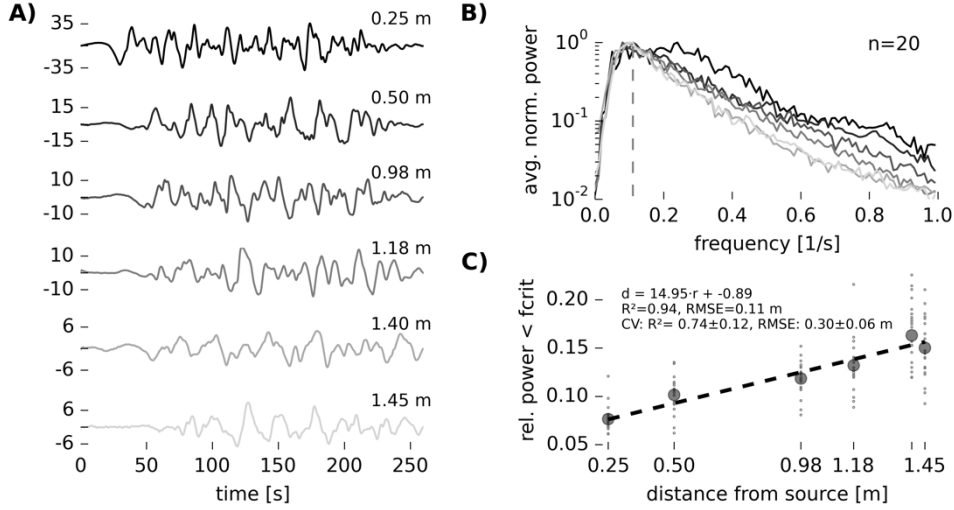 A)
35
-35
0.25 m
15
-15
0.50 m
10
-10
0.98 m
10
-10
1.18 m
6
-6
1.40 m
6
-6
1.45 m
0 50 100 150 200 250
time [s]
B)
n=20
avg. norm. power
10⁰
10⁻¹
10⁻²
0.0 0.2 0.4 0.6 0.8 1.0
frequency [1/s]
C)
d = 14.95·r + -0.89
R²=0.94, RMSE=0.11 m
CV: R²= 0.74±0.12, RMSE: 0.30±0.06 m
rel. power < fcrit
0.20
0.15
0.10
0.05
0.25 0.50 0.98 1.18 1.45
distance from source [m]